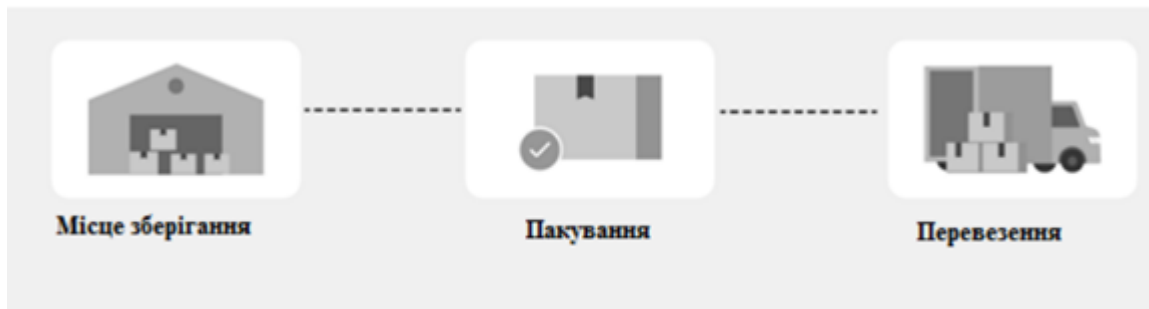 Місце зберігання
Пакування
Перевезення